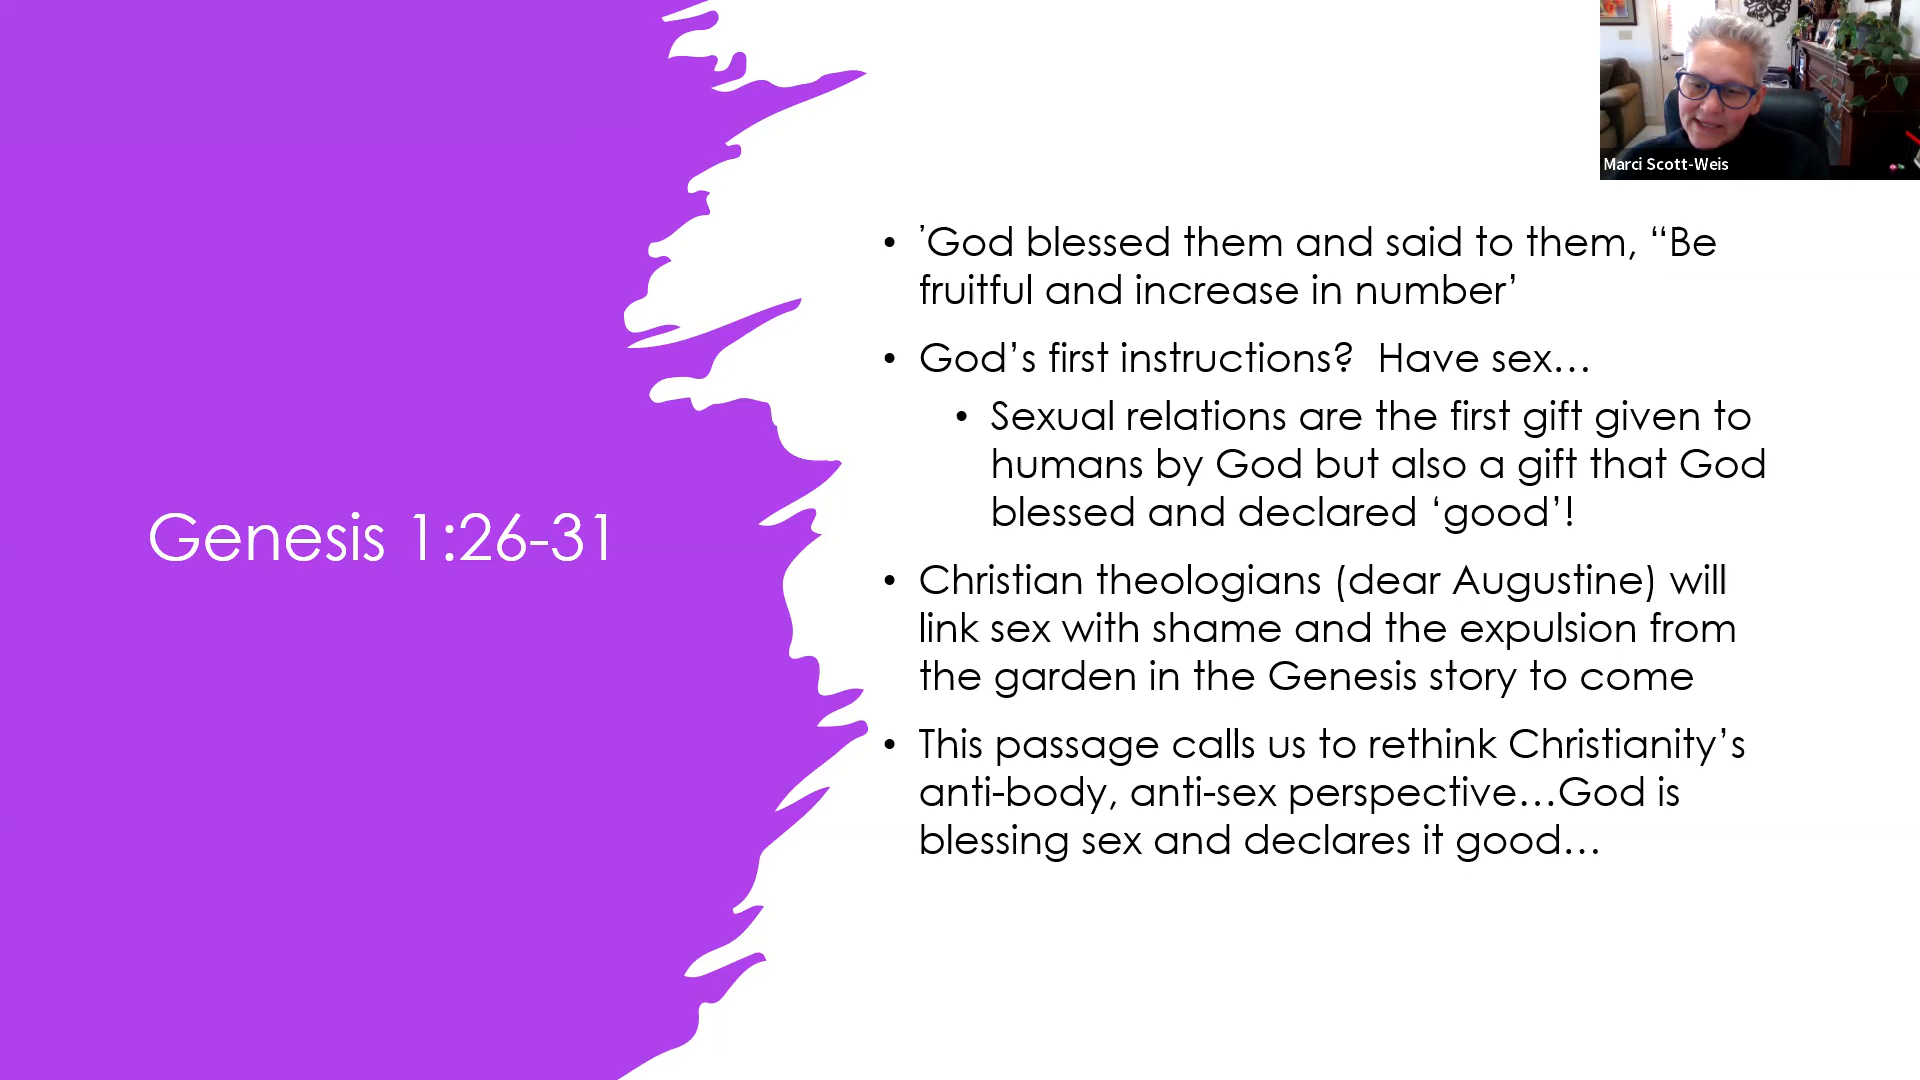 Marci Scott-Weis
Genesis 1:26-31
• ’God blessed them and said to them, “Be
fruitful and increase in number’
• God’s first instructions?  Have sex…
• Sexual relations are the first gift given to
humans by God but also a gift that God
blessed and declared ‘good’!
• Christian theologians (dear Augustine) will
link sex with shame and the expulsion from
the garden in the Genesis story to come
• This passage calls us to rethink Christianity’s
anti-body, anti-sex perspective…God is
blessing sex and declares it good…